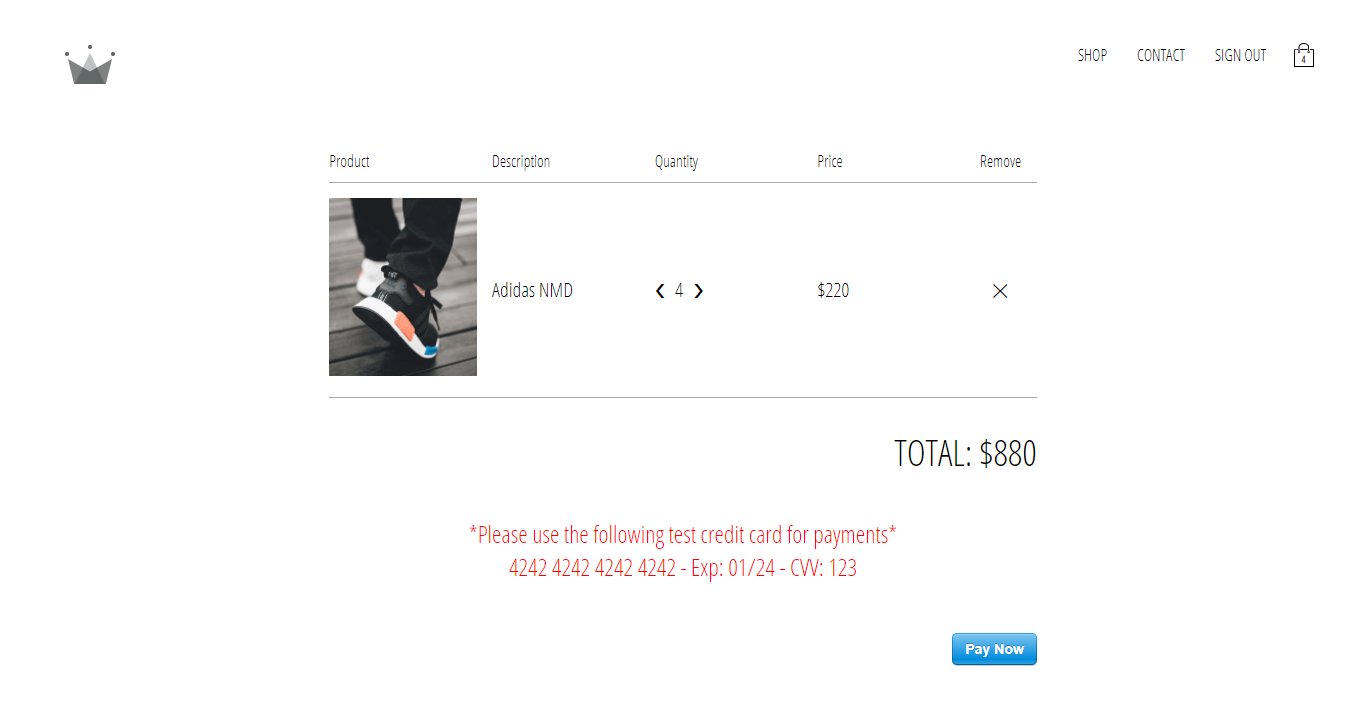 SHOP CONTACT SIGN OUT 4
Product Description Quantity Price Remove
Adidas NMD ❮ 4 ❯ $220 ✕
TOTAL: $880
*Please use the following test credit card for payments*
4242 4242 4242 4242 - Exp: 01/24 - CVV: 123
Pay Now